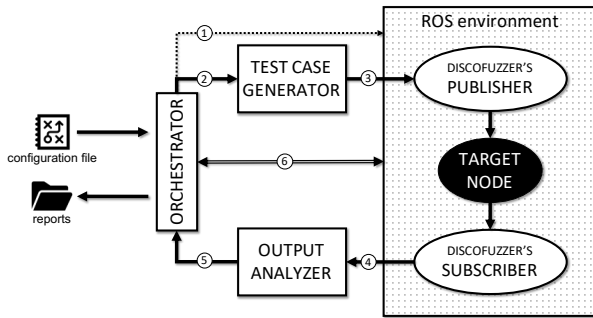 ROS environment
1
2
TEST CASE
GENERATOR
3
DISCOFUZZER'S
PUBLISHER
configuration file
ORCHESTRATOR
6
TARGET
NODE
reports
5
OUTPUT
ANALYZER
4
DISCOFUZZER'S
SUBSCRIBER